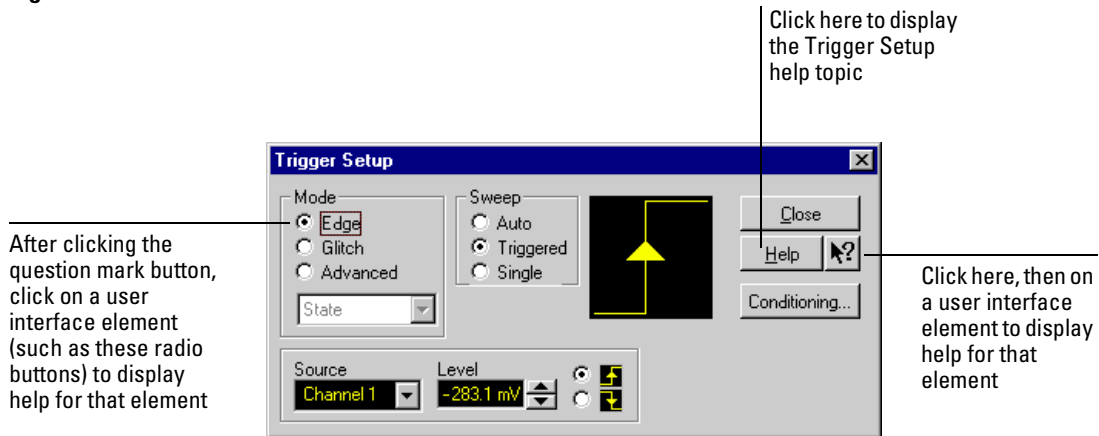 Click here to display
the Trigger Setup
help topic
Trigger Setup
Mode
Edge
Glitch
Advanced
State
Sweep
Auto
Triggered
Single
Close
Help
?
Conditioning...
Source
Channel 1
Level
-283.1 mV
After clicking the
question mark button,
click on a user
interface element
(such as these radio
buttons) to display
help for that element
Click here, then on
a user interface
element to display
help for that
element